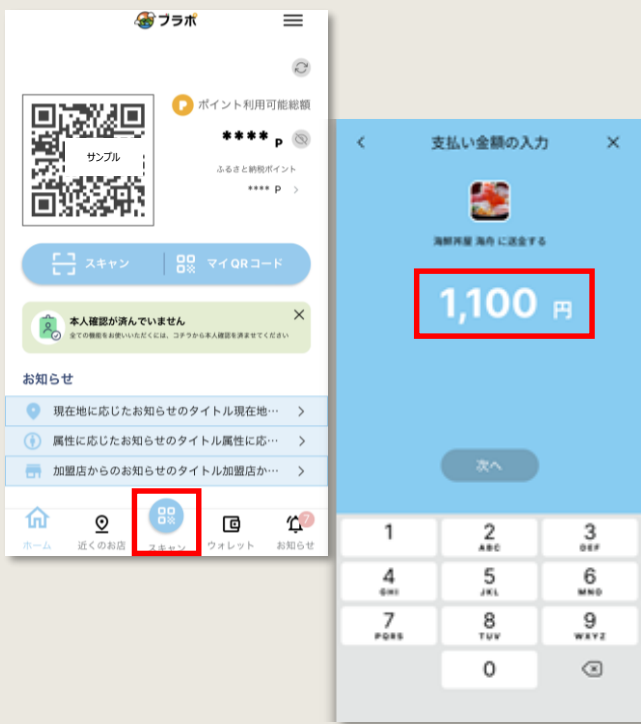 ブラポ
ポイント利用可能総額
**** P
サンプル
ふるさと納税ポイント
**** P
スキャン
マイQRコード
本人確認が済んでいません
全ての機能をお使いいただくには、コチラから本人確認を済ませてください
お知らせ
現在地に応じたお知らせのタイトル現在地…
属性に応じたお知らせのタイトル属性に応…
加盟店からのお知らせのタイトル加盟店か…
7
ホーム
近くのお店
スキャン
ウォレット
お知らせ
支払い金額の入力
海鮮丼屋 海舟 に送金する
1,100 円
次へ
1
2
ABC
3
DEF
4
GHI
5
JKL
6
MNO
7
PQRS
8
TUV
9
WXYZ
0